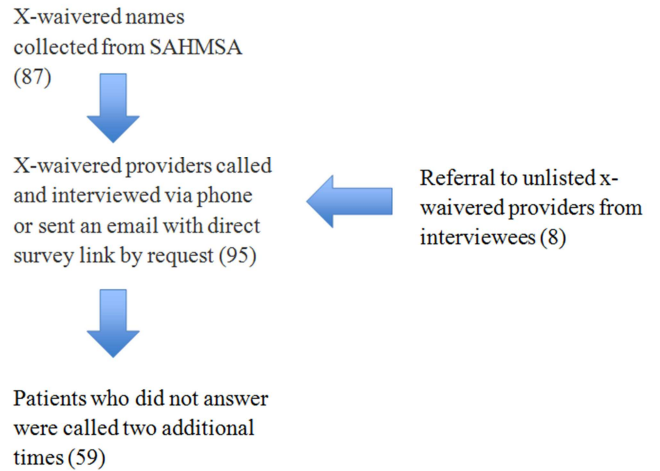 X-waivered names
collected from SAHMSA
(87)
X-waivered providers called
and interviewed via phone
or sent an email with direct
survey link by request (95)
Referral to unlisted x-
waivered providers from
interviewees (8)
Patients who did not answer
were called two additional
times (59)